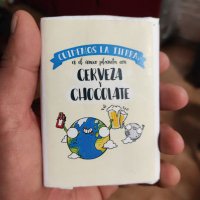 CUIDEMOS LA TIERRA!
es el único planeta con
CERVEZA
Y
CHOCOLATE